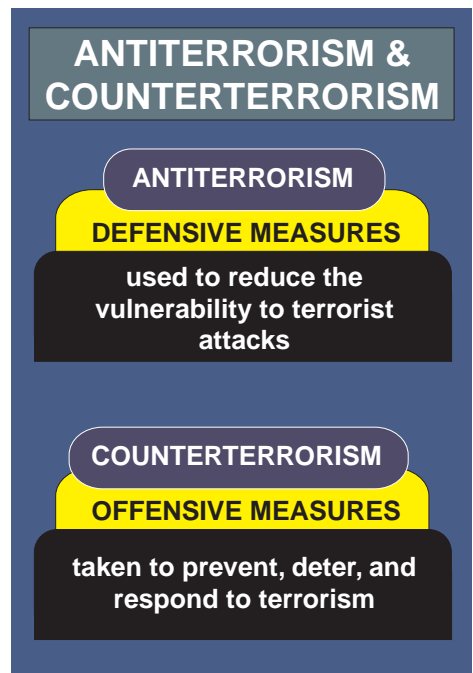 ANTITERRORISM &
COUNTERTERRORISM
ANTITERRORISM
DEFENSIVE MEASURES
used to reduce the
vulnerability to terrorist
attacks
COUNTERTERRORISM
OFFENSIVE MEASURES
taken to prevent, deter, and
respond to terrorism